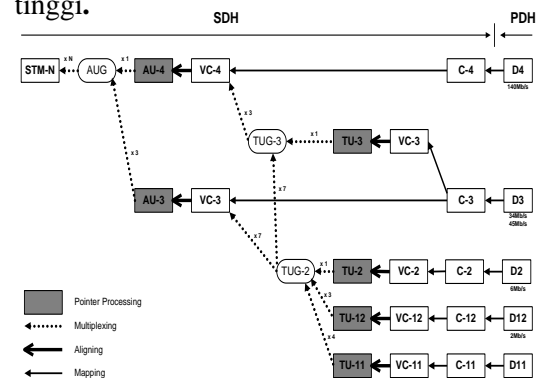 tinggi.
SDH PDH
STM-N x N AUG x 1 AU-4 VC-4 C-4 D4
140Mb/s
x 3
TUG-3 x 1 TU-3 VC-3
x 3
x 7
AU-3 VC-3 C-3 D3
34Mb/s
45Mb/s
x 7
TUG-2 x 1 TU-2 VC-2 C-2 D2
6Mb/s
x 3
TU-12 VC-12 C-12 D12
2Mb/s
x 4
TU-11 VC-11 C-11 D11
Pointer Processing
Multiplexing
Aligning
Mapping